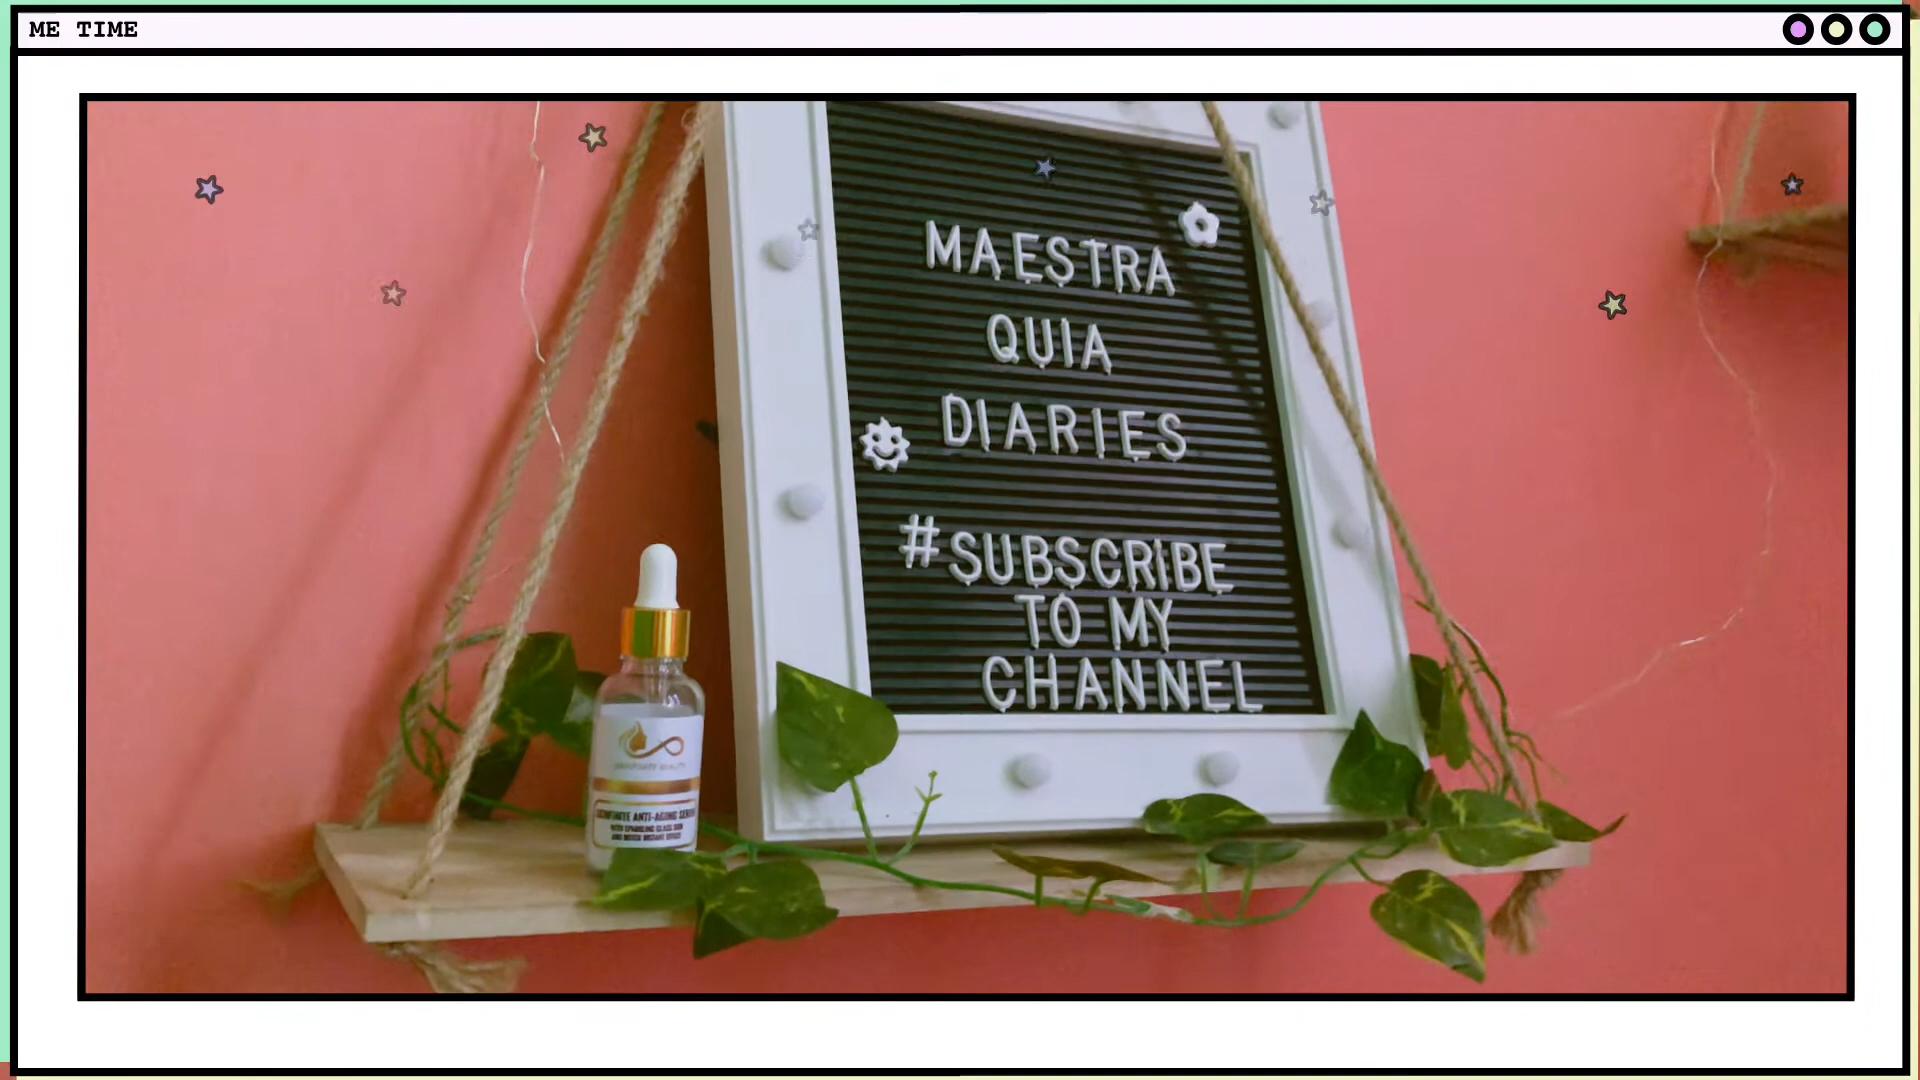 ME TIME
MAESTRA
QUIA
DIARIES
#SUBSCRIBE
TO MY
CHANNEL
ANTI-AGING